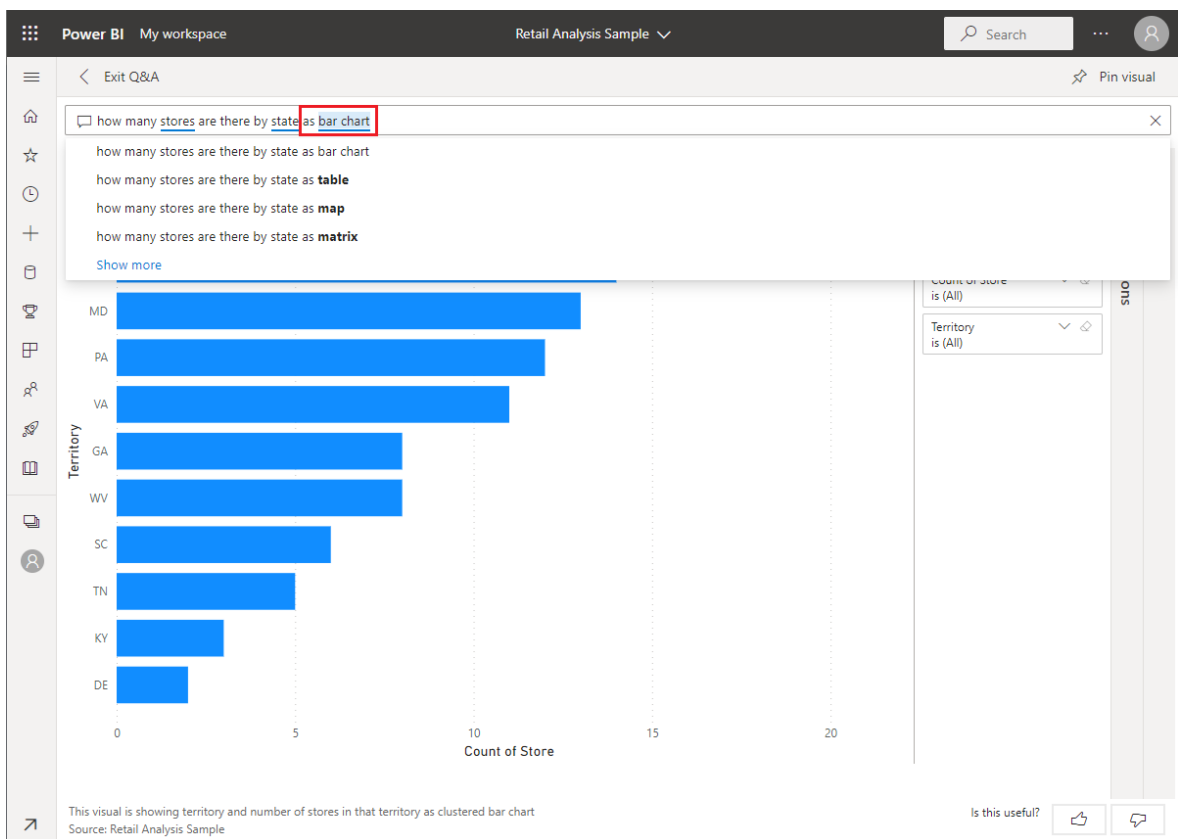 Power BI My workspace
Retail Analysis Sample
Search
Exit Q&A
Pin visual
how many stores are there by state as bar chart
how many stores are there by state as bar chart
how many stores are there by state as table
how many stores are there by state as map
how many stores are there by state as matrix
Show more
Count of Store
is (All)
Territory
is (All)
ons
Territory
MD
PA
VA
GA
WV
SC
TN
KY
DE
0 5 10 15 20
Count of Store
This visual is showing territory and number of stores in that territory as clustered bar chart
Source: Retail Analysis Sample
Is this useful?